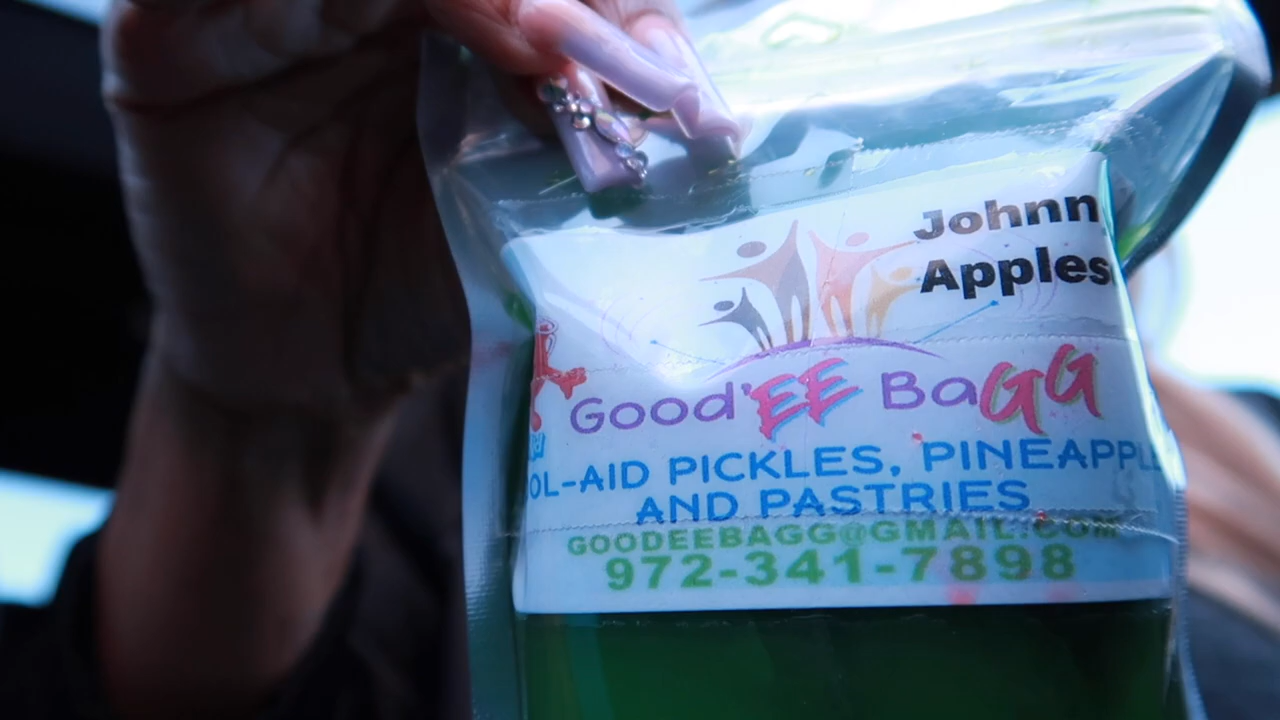 Johnn
Apples
Good'EE BaGG
OL-AID PICKLES, PINEAPPL
AND PASTRIES
GOODEEBAGG@GMAIL.COM
972-341-7898